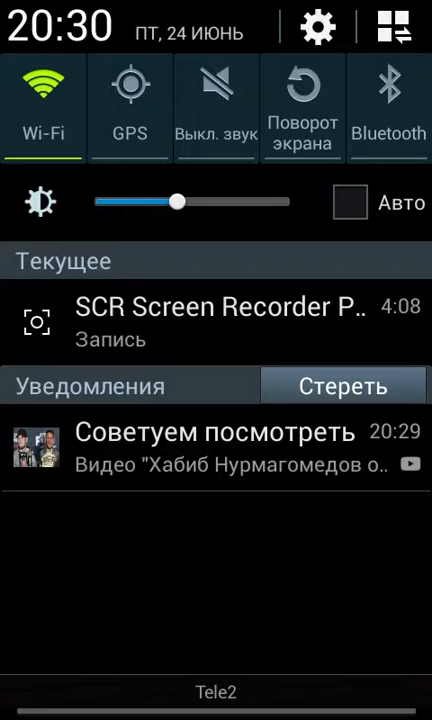 20:30 ПТ, 24 ИЮНЬ
Wi-Fi
GPS
Выкл. звук
Поворот
экрана
Bluetooth
Авто
Текущее
SCR Screen Recorder P.. 4:08
Запись
Уведомления Стереть
Советуем посмотреть 20:29
Видео "Хабиб Нурмагомедов о..
Tele2